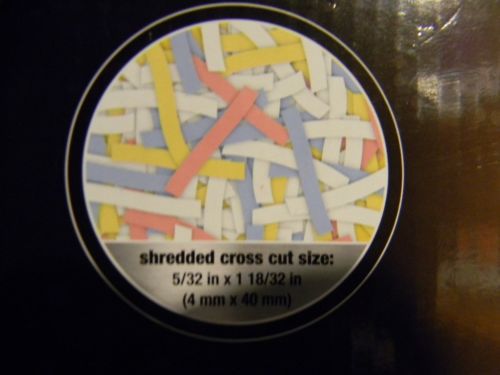 shredded cross cut size:
5/32 in x 1 18/32 in
(4 mm x 40 mm)